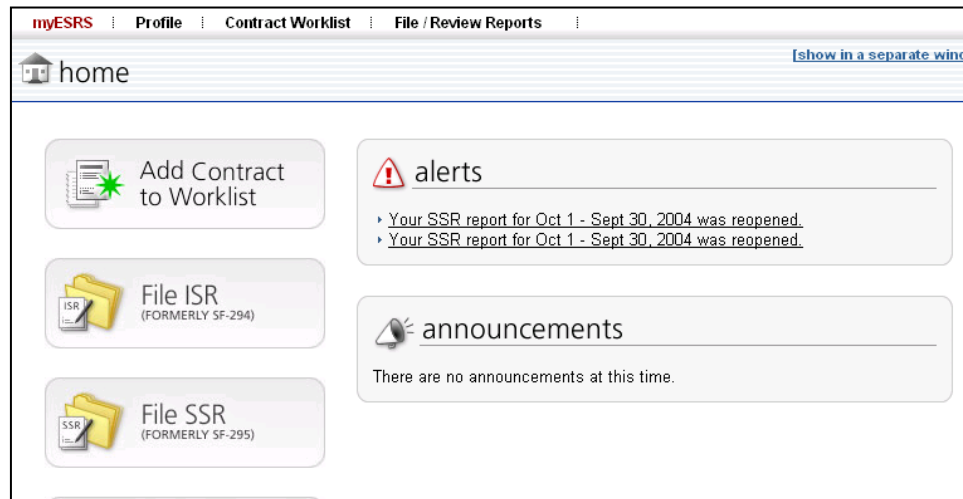 myESRS Profile Contract Worklist File / Review Reports
[show in a separate
home
Add Contract
to Worklist
alerts
Your SSR report for Oct 1 - Sept 30, 2004 was reopened.
Your SSR report for Oct 1 - Sept 30, 2004 was reopened.
ISR
File ISR
(FORMERLY SF-294)
announcements
There are no announcements at this time.
SSR
File SSR
(FORMERLY SF-295)